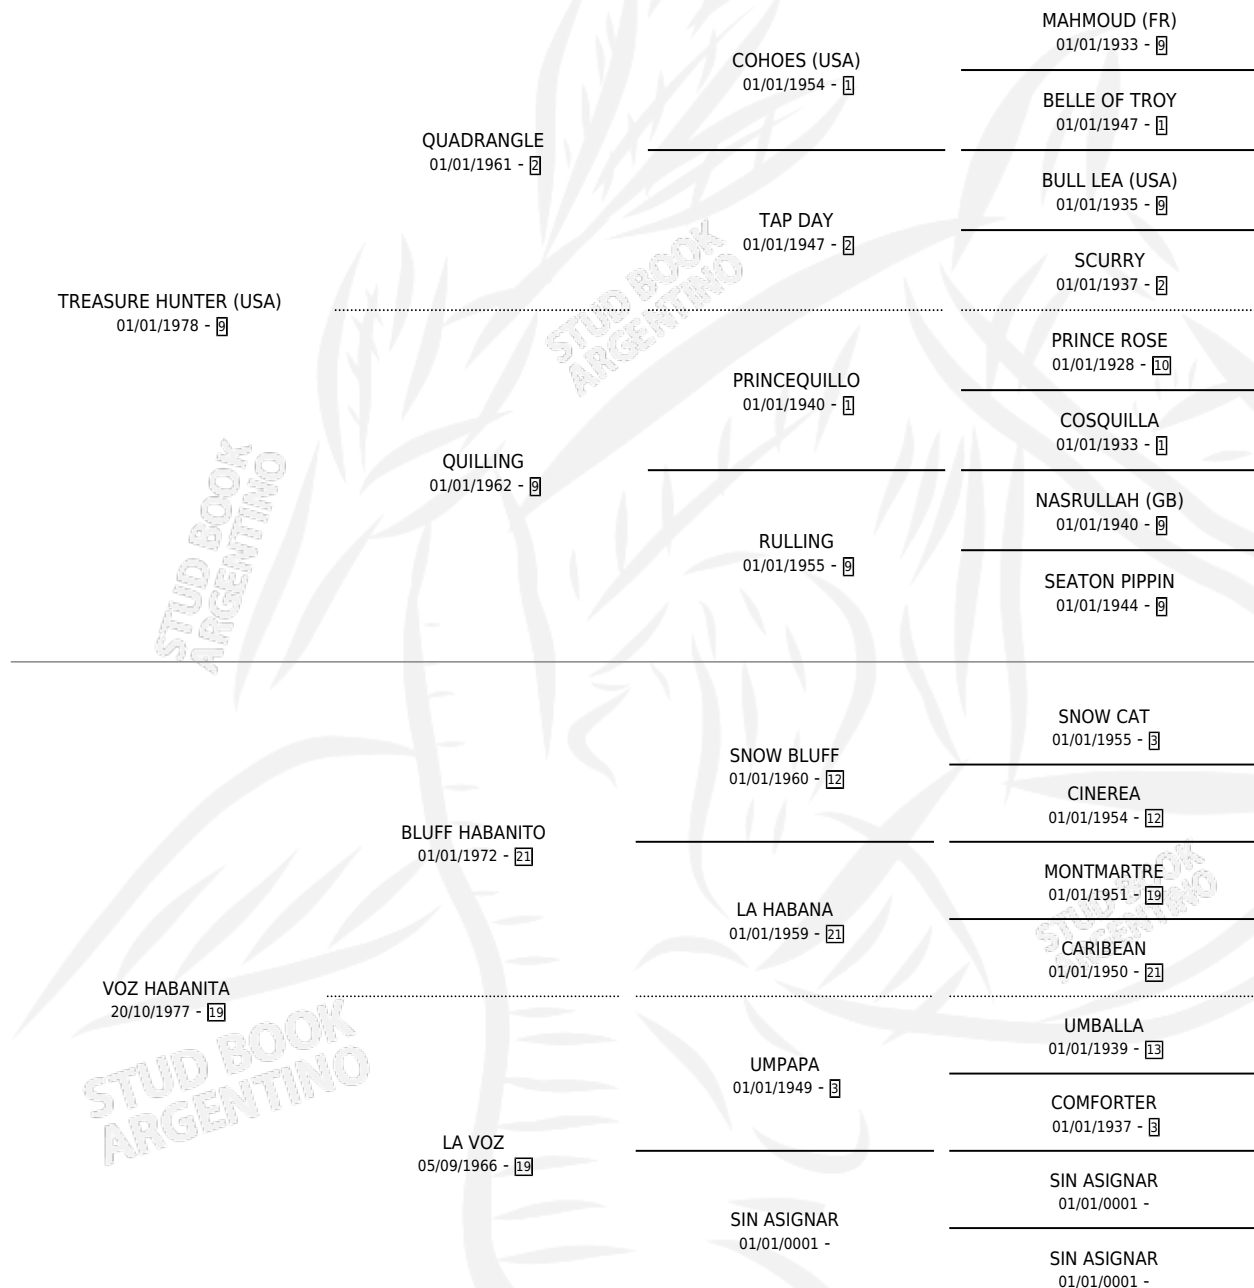 MAHMOUD (FR)
01/01/1933 - 9
COHOES (USA)
01/01/1954 - 1
BELLE OF TROY
01/01/1947 - 1
QUADRANGLE
01/01/1961 - 2
BULL LEA (USA)
01/01/1935 - 9
TAP DAY
01/01/1947 - 2
SCURRY
01/01/1937 - 2
TREASURE HUNTER (USA)
01/01/1978 - 9
PRINCE ROSE
01/01/1928 - 10
PRINCEQUILLO
01/01/1940 - 1
COSQUILLA
01/01/1933 - 1
QUILLING
01/01/1962 - 9
NASRULLAH (GB)
01/01/1940 - 9
RULLING
01/01/1955 - 9
SEATON PIPPIN
01/01/1944 - 9
SNOW CAT
01/01/1955 - 3
SNOW BLUFF
01/01/1960 - 12
CINEREA
01/01/1954 - 12
BLUFF HABANITO
01/01/1972 - 21
MONTMARTRE
01/01/1951 - 19
LA HABANA
01/01/1959 - 21
CARIBEAN
01/01/1950 - 21
VOZ HABANITA
20/10/1977 - 19
UMBALLA
01/01/1939 - 13
UMPAPA
01/01/1949 - 3
COMFORTER
01/01/1937 - 3
LA VOZ
05/09/1966 - 19
SIN ASIGNAR
01/01/0001 -
SIN ASIGNAR
01/01/0001 -
SIN ASIGNAR
01/01/0001 -
STUD BOOK
ARGENTINO
STUD BOOK
ARGENTINO
STUD BOOK
ARGENTINO
STUD BOOK
ARGENTINO